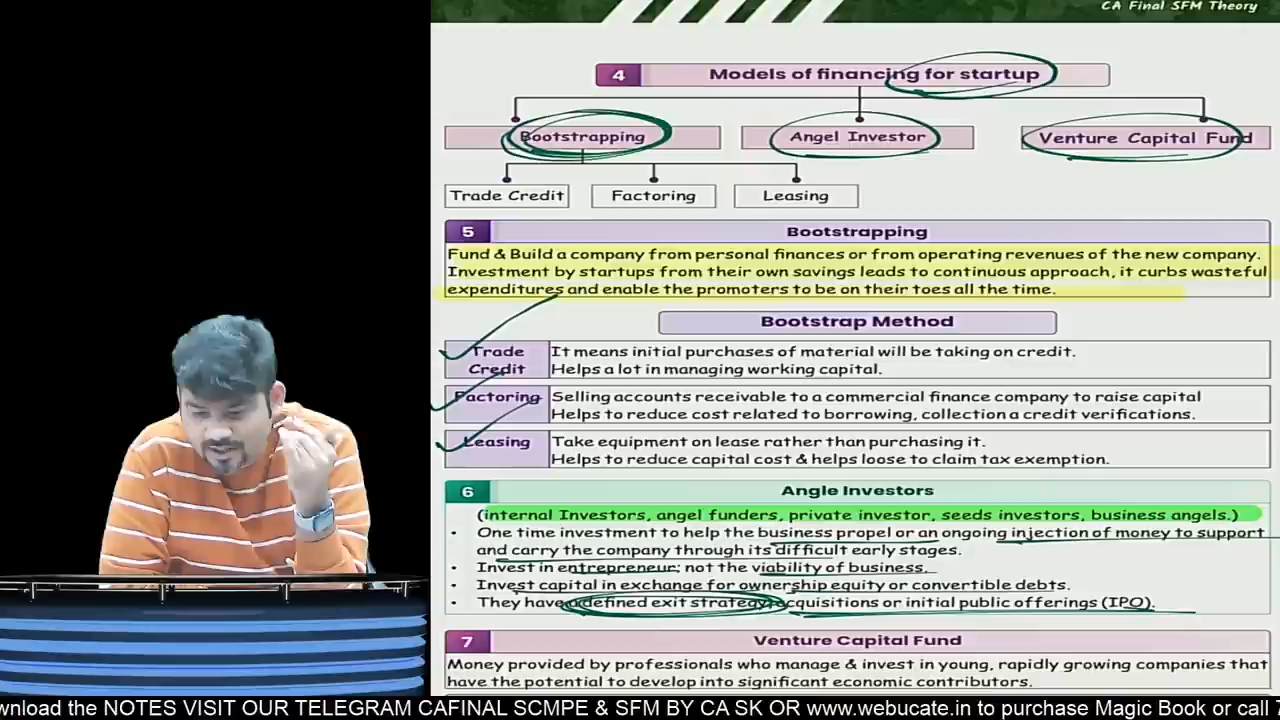 CA Final SFM Theory
4 Models of financing for startup
Bootstrapping Angel Investor Venture Capital Fund
Trade Credit Factoring Leasing
5 Bootstrapping
Fund & Build a company from personal finances or from operating revenues of the new company.
Investment by startups from their own savings leads to continuous approach, it curbs wasteful
expenditures and enable the promoters to be on their toes all the time.
Bootstrap Method
Trade It means initial purchases of material will be taking on credit.
Credit Helps a lot in managing working capital.
Factoring Selling accounts receivable to a commercial finance company to raise capital
Helps to reduce cost related to borrowing, collection a credit verifications.
Leasing Take equipment on lease rather than purchasing it.
Helps to reduce capital cost & helps loose to claim tax exemption.
6 Angle Investors
(internal Investors, angel funders, private investor, seeds investors, business angels.)
• One time investment to help the business propel or an ongoing injection of money to support
and carry the company through its difficult early stages.
• Invest in entrepreneur; not the viability of business.
• Invest capital in exchange for ownership equity or convertible debts.
• They have defined exit strategy, acquisitions or initial public offerings (IPO).
7 Venture Capital Fund
Money provided by professionals who manage & invest in young, rapidly growing companies that
have the potential to develop into significant economic contributors.
wnload the NOTES VISIT OUR TELEGRAM CAFINAL SCMPE & SFM BY CA SK OR www.webucate.in to purchase Magic Book or call